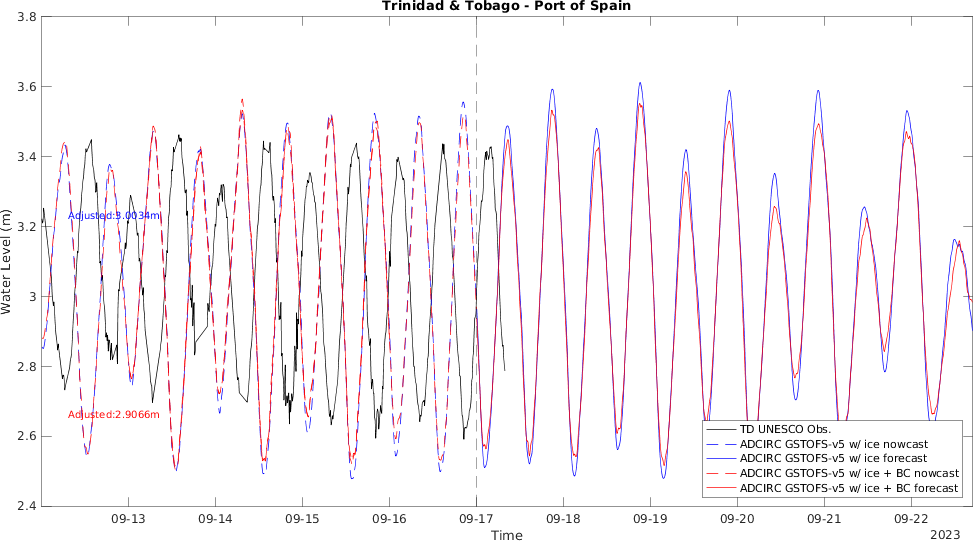 Trinidad & Tobago - Port of Spain
3.8
3.6
3.4
3.2
3
2.8
2.6
2.4
Water Level (m)
Adjusted:3.0034m
Adjusted:2.9066m
TD UNESCO Obs.
ADCIRC GSTOFS-v5 w/ ice nowcast
ADCIRC GSTOFS-v5 w/ ice forecast
ADCIRC GSTOFS-v5 w/ ice + BC nowcast
ADCIRC GSTOFS-v5 w/ ice + BC forecast
09-13 09-14 09-15 09-16 09-17 09-18 09-19 09-20 09-21 09-22
2023
Time